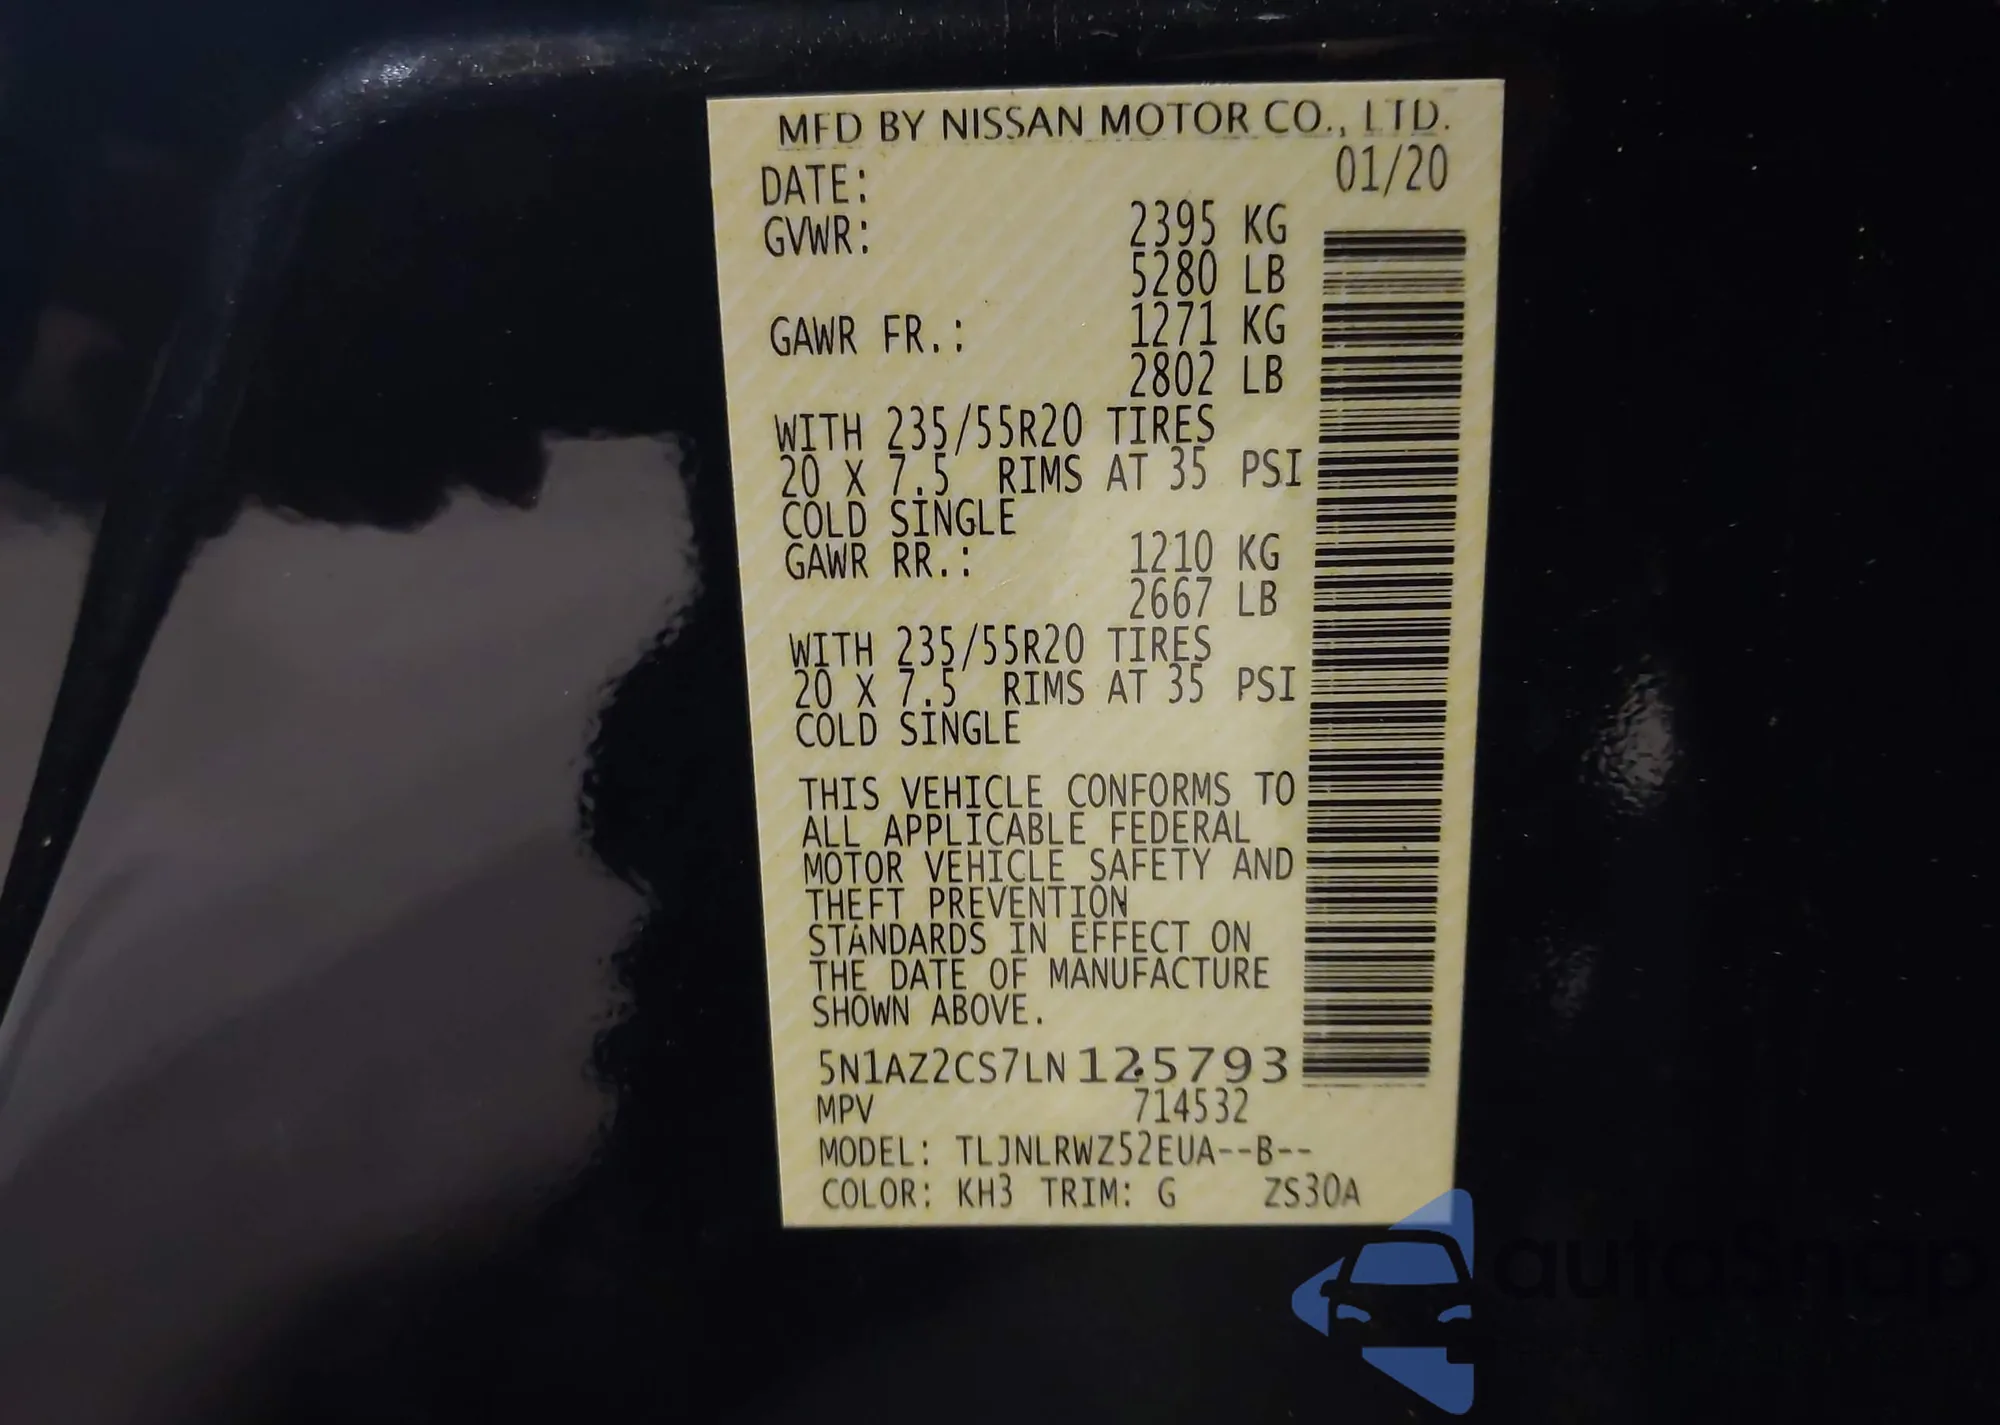 MFD BY NISSAN MOTOR CO., LTD.
DATE: 01/20
GVWR: 2395 KG
5280 LB
GAWR FR.: 1271 KG
2802 LB
WITH 235/55R20 TIRES
20 X 7.5 RIMS AT 35 PSI
COLD SINGLE
GAWR RR.: 1210 KG
2667 LB
WITH 235/55R20 TIRES
20 X 7.5 RIMS AT 35 PSI
COLD SINGLE
THIS VEHICLE CONFORMS TO
ALL APPLICABLE FEDERAL
MOTOR VEHICLE SAFETY AND
THEFT PREVENTION
STANDARDS IN EFFECT ON
THE DATE OF MANUFACTURE
SHOWN ABOVE.
5N1AZ2CS7LN125793
MPV 714532
MODEL: TLJNLRWZ52EUA--B--
COLOR: KH3 TRIM: G ZS30A
autoSnap